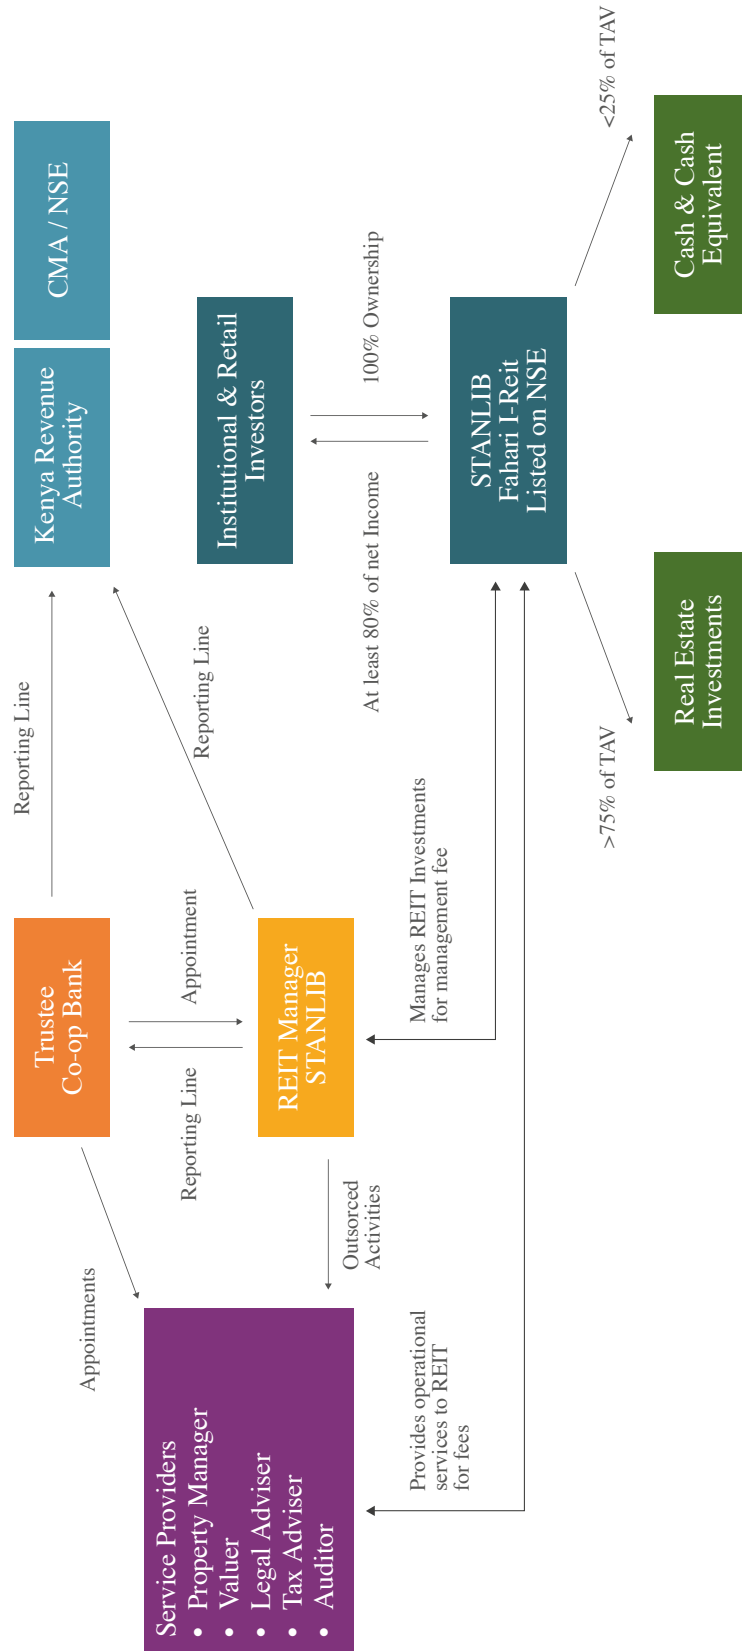 Service Providers
• Property Manager
• Valuer
• Legal Adviser
• Tax Adviser
• Auditor
Appointments
Trustee
Co-op Bank
Reporting Line
Kenya Revenue
Authority
CMA / NSE
Reporting Line
Appointment
Reporting Line
REIT Manager
STANLIB
Outsorced
Activities
Institutional & Retail
Investors
At least 80% of net Income
100% Ownership
Provides operational
services to REIT
for fees
Manages REIT Investments
for management fee
STANLIB
Fahari I-Reit
Listed on NSE
>75% of TAV
<25% of TAV
Real Estate
Investments
Cash & Cash
Equivalent